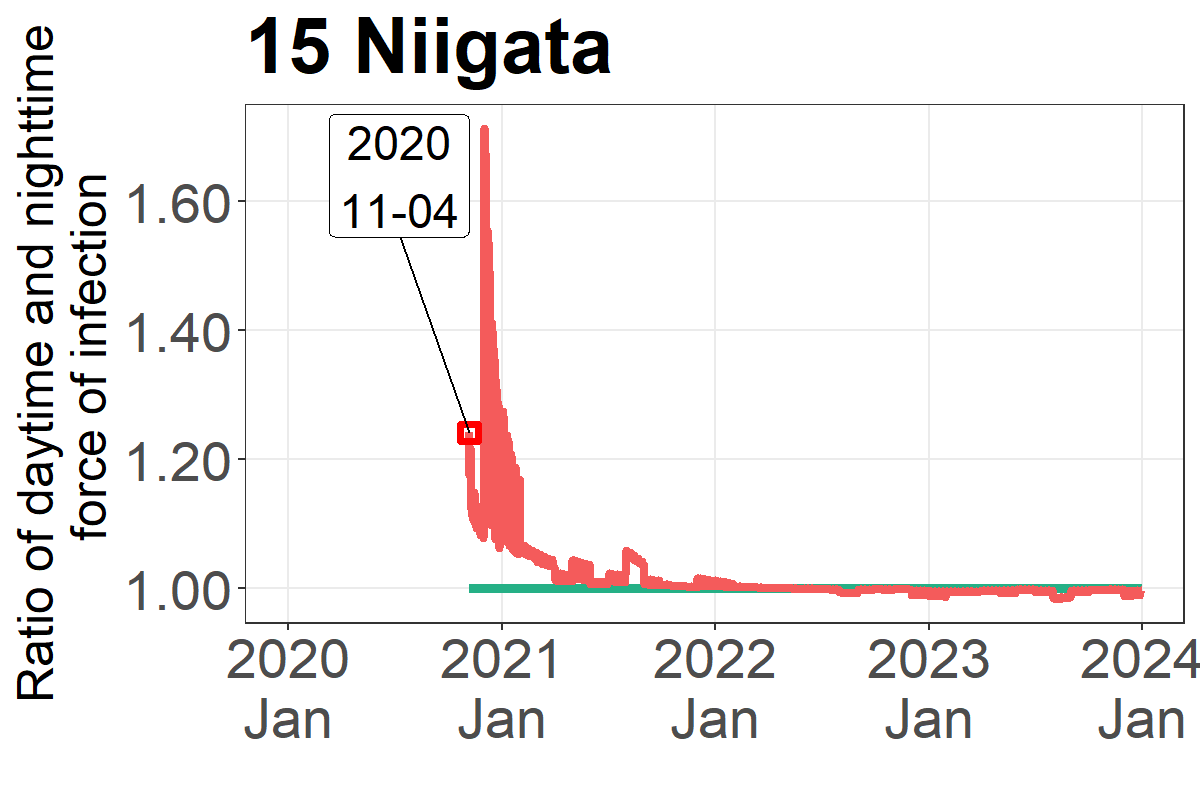 15 Niigata
Ratio of daytime and nighttime
force of infection
2020
11-04
1.60
1.40
1.20
1.00
2020
Jan
2021
Jan
2022
Jan
2023
Jan
2024
Jan